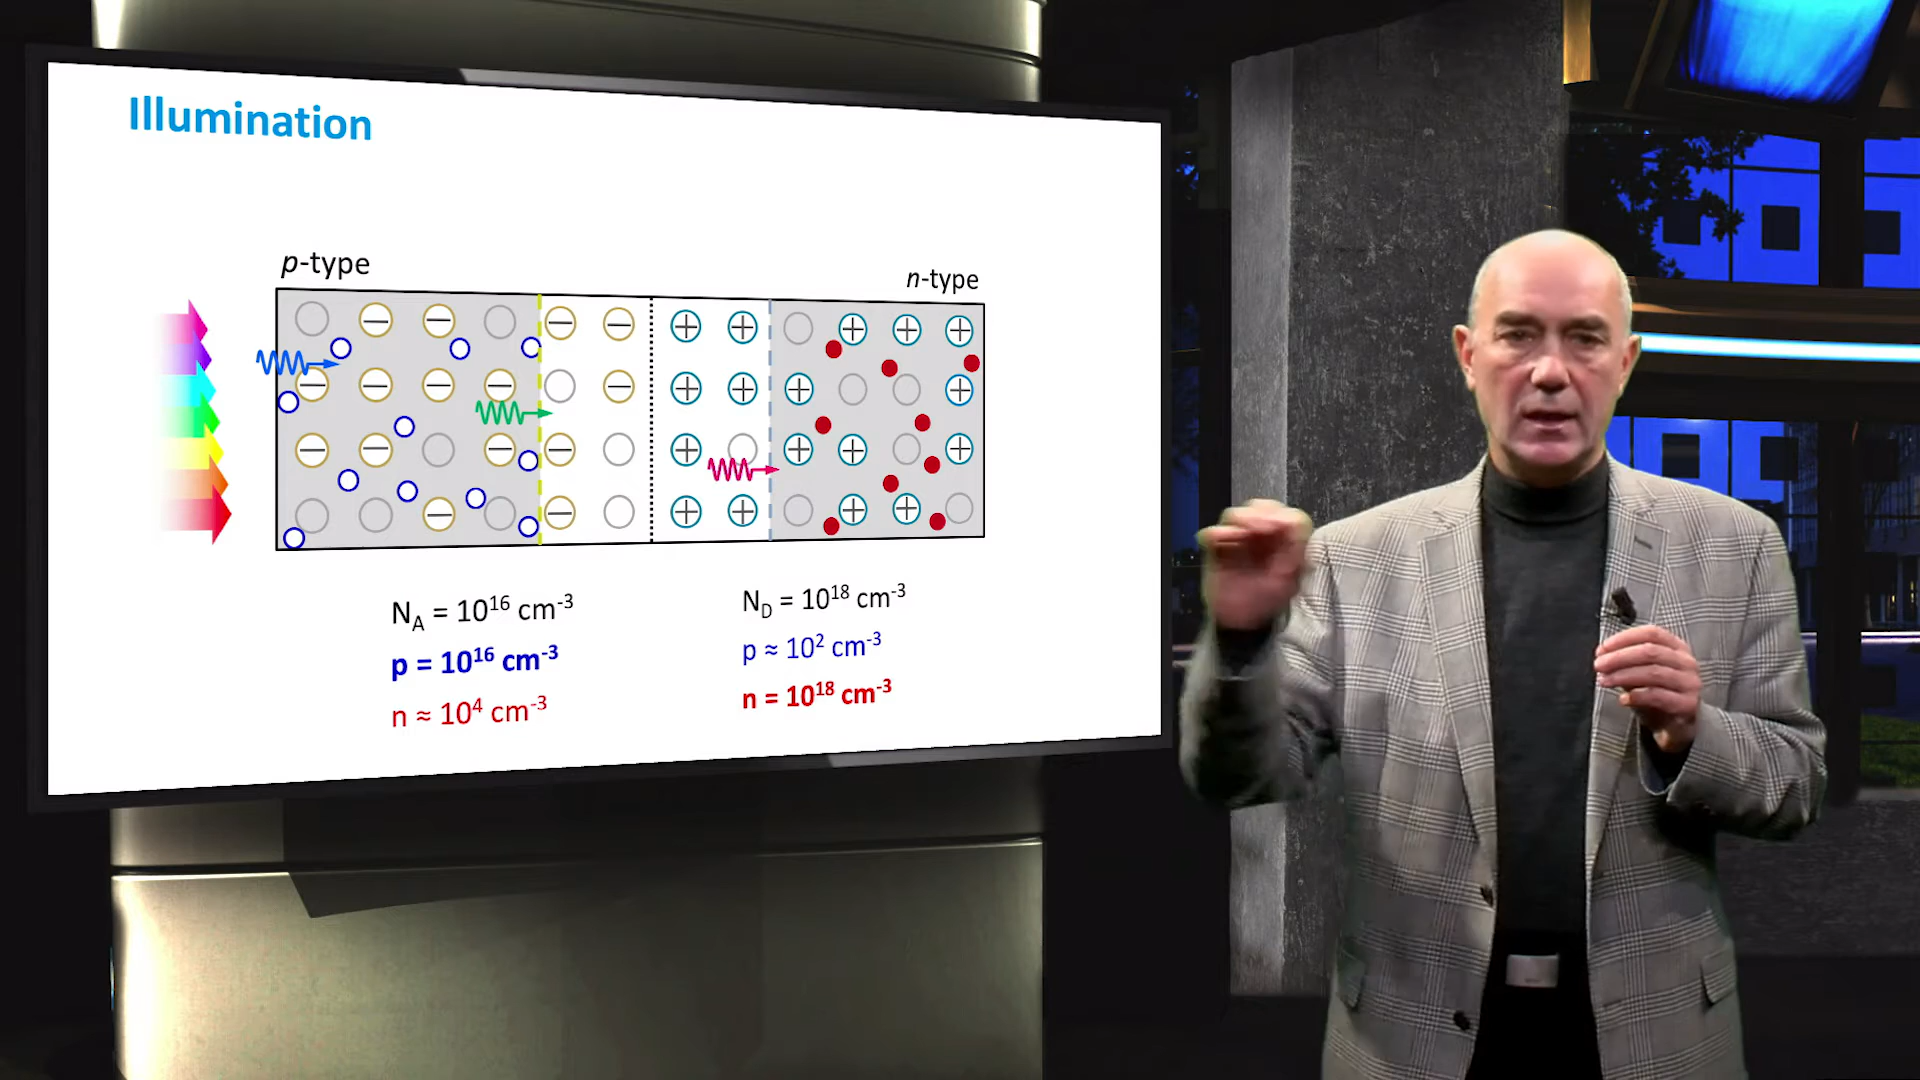 Illumination
p-type
n-type
N_A = 10^16 cm^-3
p = 10^16 cm^-3
n ≈ 10^4 cm^-3
N_D = 10^18 cm^-3
p ≈ 10^2 cm^-3
n = 10^18 cm^-3